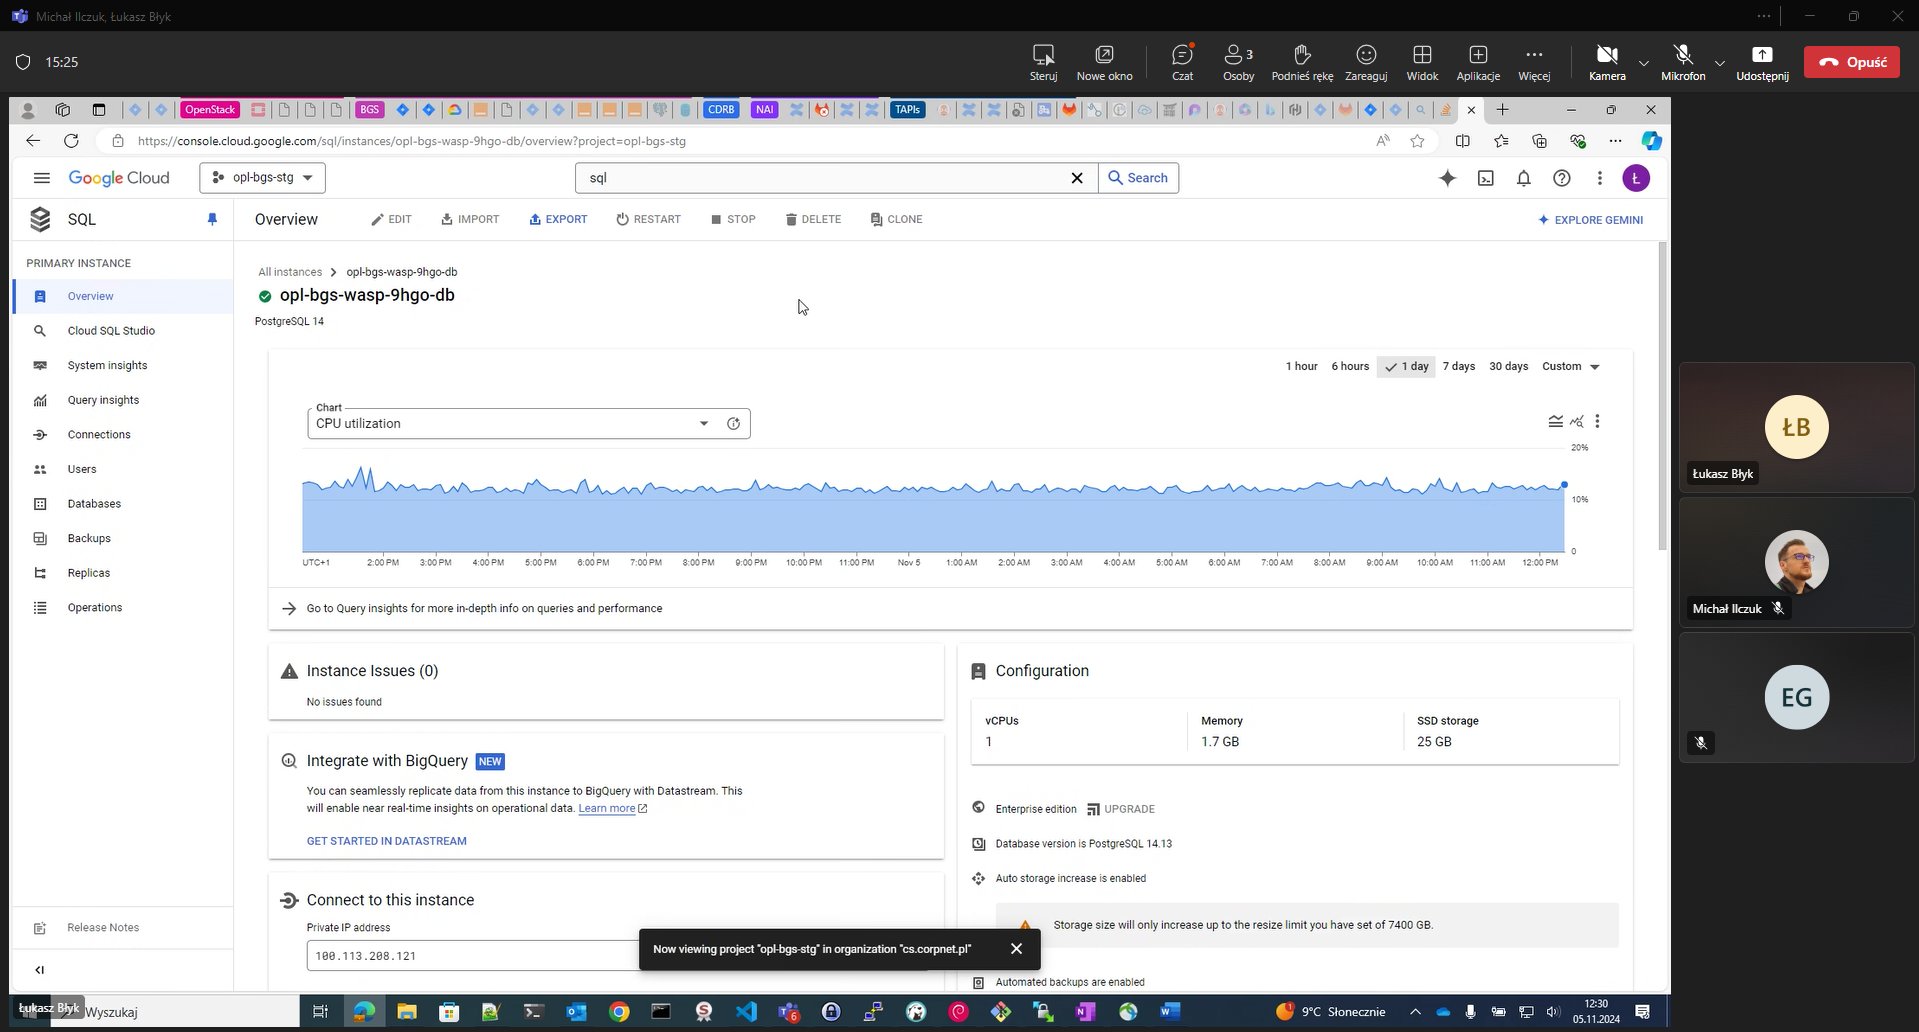 Michał Ilczuk, Łukasz Błyk
15:25
Steruj
Nowe okno
Czat
3
Osoby
Podnieś rękę
Zareaguj
Widok
Aplikacje
Więcej
Kamera
Mikrofon
Udostępnij
Opuść
OpenStack
BGS
CDRB
NAI
TAPIs
https://console.cloud.google.com/sql/instances/opl-bgs-wasp-9hgo-db/overview?project=opl-bgs-stg
Google Cloud
opl-bgs-stg
sql
Search
Ł
SQL
Overview
EDIT
IMPORT
EXPORT
RESTART
STOP
DELETE
CLONE
EXPLORE GEMINI
PRIMARY INSTANCE
Overview
Cloud SQL Studio
System insights
Query insights
Connections
Users
Databases
Backups
Replicas
Operations
Release Notes
All instances > opl-bgs-wasp-9hgo-db
opl-bgs-wasp-9hgo-db
PostgreSQL 14
1 hour
6 hours
1 day
7 days
30 days
Custom
Chart
CPU utilization
20%
10%
0
UTC+1 2:00 PM 3:00 PM 4:00 PM 5:00 PM 6:00 PM 7:00 PM 8:00 PM 9:00 PM 10:00 PM 11:00 PM Nov 5 1:00 AM 2:00 AM 3:00 AM 4:00 AM 5:00 AM 6:00 AM 7:00 AM 8:00 AM 9:00 AM 10:00 AM 11:00 AM 12:00 PM
Go to Query insights for more in-depth info on queries and performance
Instance Issues (0)
No issues found
Integrate with BigQuery NEW
You can seamlessly replicate data from this instance to BigQuery with Datastream. This
will enable near real-time insights on operational data. Learn more
GET STARTED IN DATASTREAM
Connect to this instance
Private IP address
100.113.208.121
Configuration
vCPUs
1
Memory
1.7 GB
SSD storage
25 GB
Enterprise edition
UPGRADE
Database version is PostgreSQL 14.13
Auto storage increase is enabled
Storage size will only increase up to the resize limit you have set of 7400 GB.
Automated backups are enabled
Now viewing project "opl-bgs-stg" in organization "cs.corpnet.pl"
ŁB
Łukasz Błyk
Michał Ilczuk
EG
Łukasz Błyk
Wyszukaj
9°C Słonecznie
12:30
05.11.2024